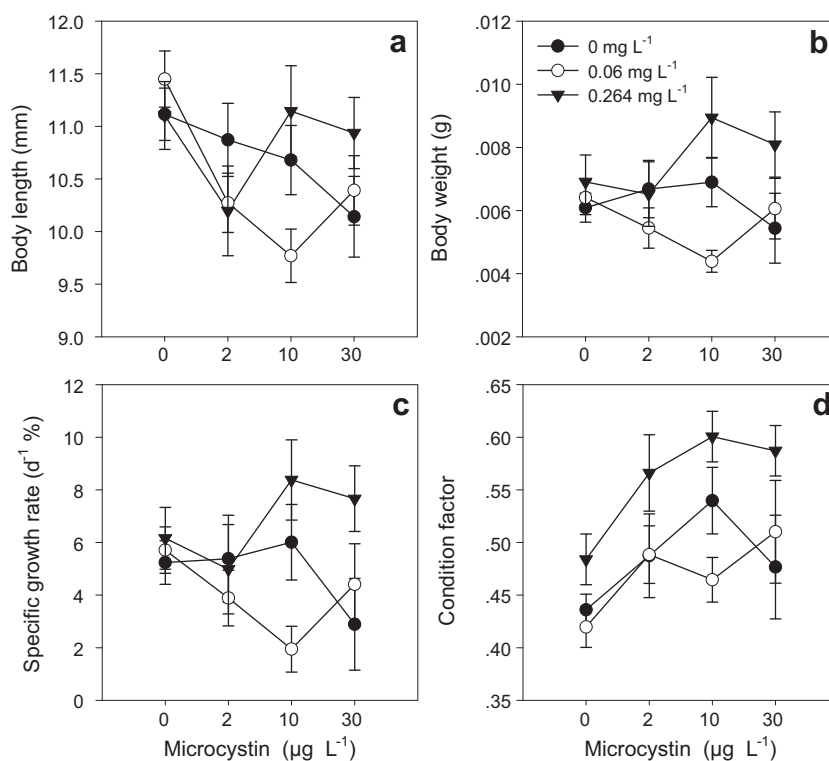 a
12.0
11.5
11.0
10.5
10.0
9.5
9.0
Body length (mm)
0 2 10 30
b
.012
.010
.008
.006
.004
.002
Body weight (g)
0 mg L⁻¹
0.06 mg L⁻¹
0.264 mg L⁻¹
0 2 10 30
c
12
10
8
6
4
2
0
Specific growth rate (d⁻¹ %)
0 2 10 30
Microcystin (µg L⁻¹)
d
.65
.60
.55
.50
.45
.40
.35
Condition factor
0 2 10 30
Microcystin (µg L⁻¹)